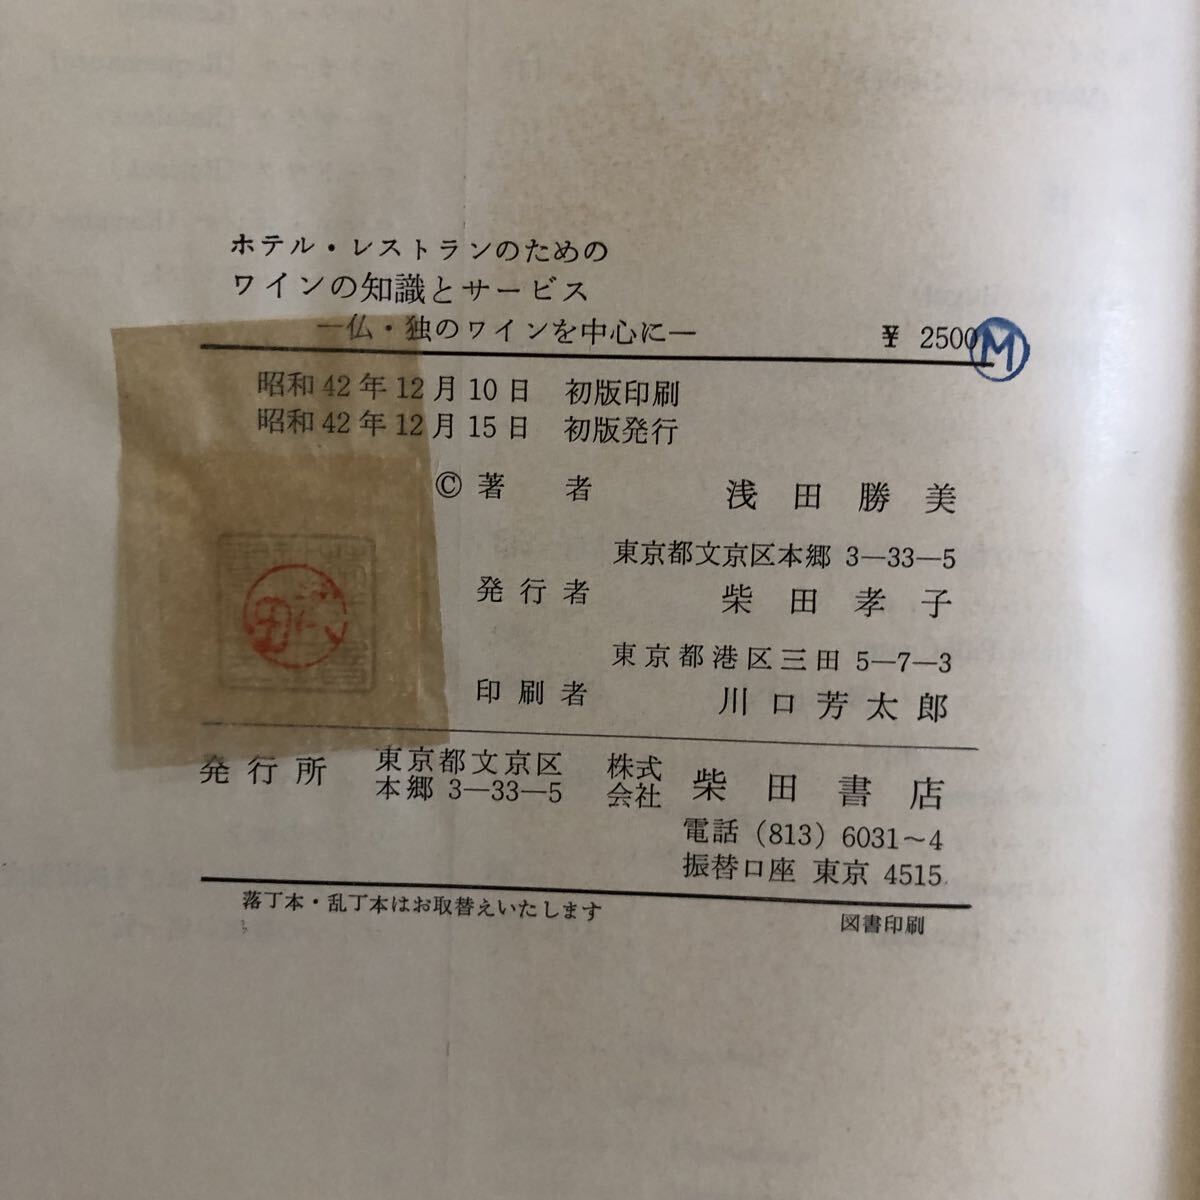 ホテル・レストランのための
ワインの知識とサービス
―仏・独のワインを中心に― ¥ 2500 M
昭和42年12月10日 初版印刷
昭和42年12月15日 初版発行
©著者 浅田勝美
東京都文京区本郷 3―33―5
発行者 柴田孝子
東京都港区三田 5―7―3
印刷者 川口芳太郎
発行所 東京都文京区本郷 3―33―5 株式会社 柴田書店
電話 (813) 6031～4
振替口座 東京 4515
落丁本・乱丁本はお取替えいたします
図書印刷